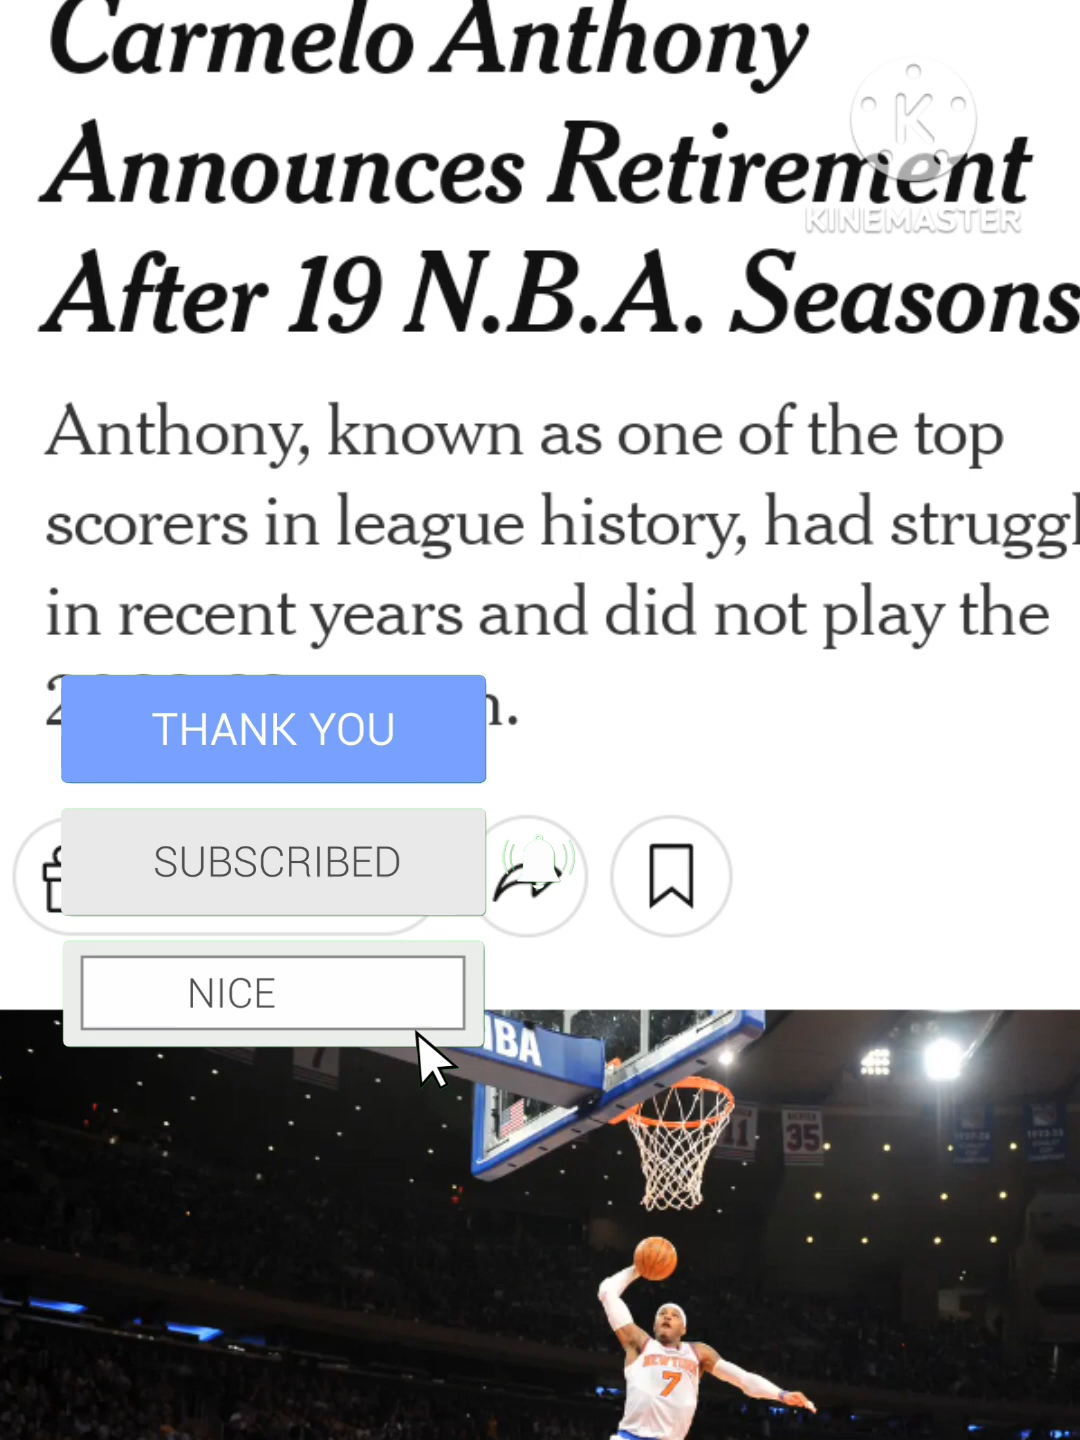 Carmelo Anthony
Announces Retirement
After 19 N.B.A. Seasons
KINEMASTER
Anthony, known as one of the top
scorers in league history, had struggl
in recent years and did not play the
n.
THANK YOU
SUBSCRIBED
NICE
NBA
35
NEW YORK
7